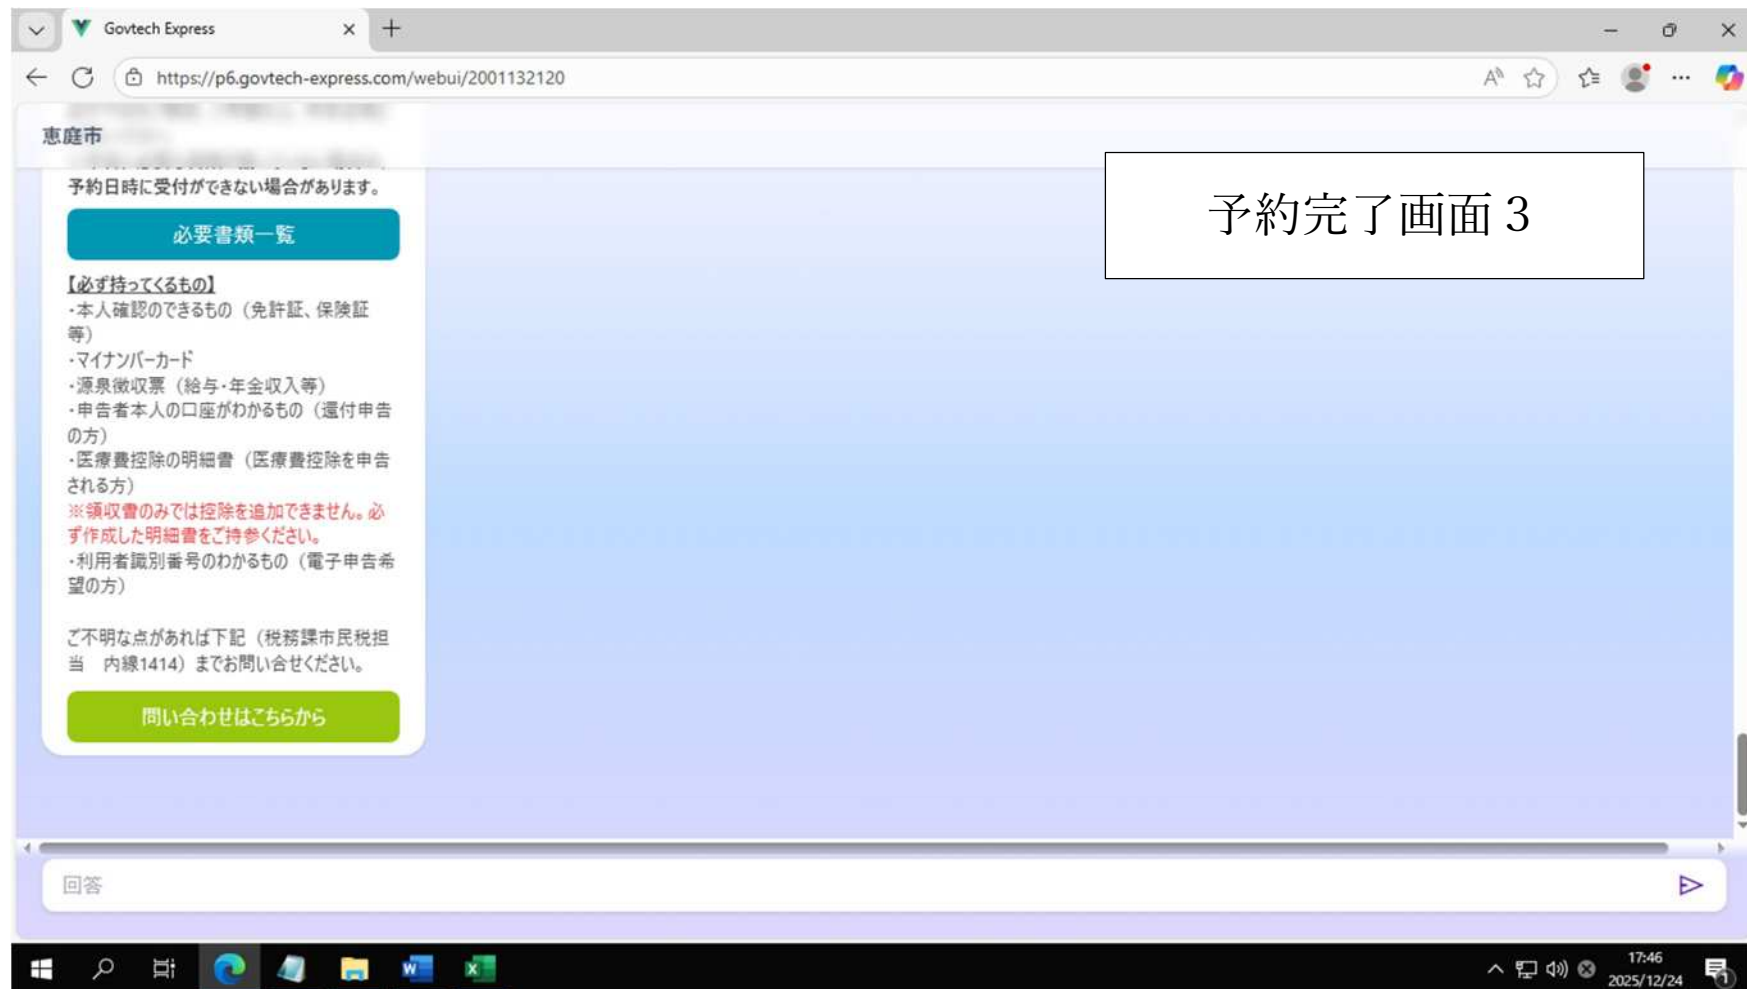 Govtech Express
https://p6.govtech-express.com/webui/2001132120
恵庭市
予約完了画面３
予約日時に受付ができない場合があります。
必要書類一覧
【必ず持ってくるもの】
・本人確認のできるもの（免許証、保険証
等）
・マイナンバーカード
・源泉徴収票（給与・年金収入等）
・申告者本人の口座がわかるもの（還付申告
の方）
・医療費控除の明細書（医療費控除を申告
される方）
※領収書のみでは控除を追加できません。必
ず作成した明細書をご持参ください。
・利用者識別番号のわかるもの（電子申告希
望の方）
ご不明な点があれば下記（税務課市民税担
当　内線1414）までお問い合せください。
問い合わせはこちらから
回答
17:46
2025/12/24